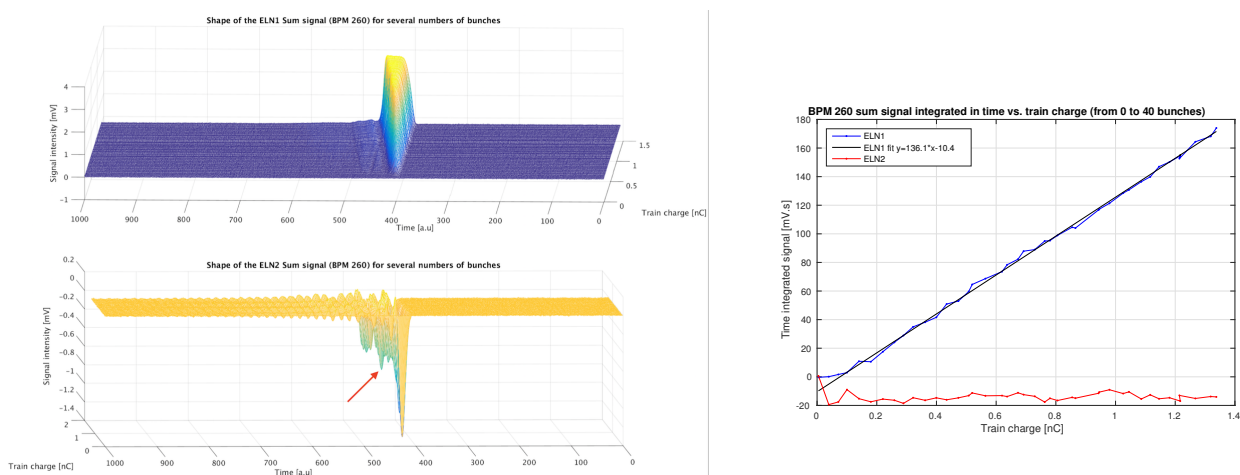 Shape of the ELN1 Sum signal (BPM 260) for several numbers of bunches
4
3
2
1
0
-1
Signal intensity [mV]
1.5
1
0.5
0
Train charge [nC]
1000 900 800 700 600 500 400 300 200 100 0
Time [a.u]
Shape of the ELN2 Sum signal (BPM 260) for several numbers of bunches
0.2
0
-0.2
-0.4
-0.6
-0.8
-1
-1.2
-1.4
Signal intensity [mV]
2
1
0
Train charge [nC]
1000 900 800 700 600 500 400 300 200 100 0
Time [a.u]
BPM 260 sum signal integrated in time vs. train charge (from 0 to 40 bunches)
180
160
140
120
100
80
60
40
20
0
-20
Time integrated signal [mV.s]
ELN1
ELN1 fit y=136.1*x-10.4
ELN2
0 0.2 0.4 0.6 0.8 1 1.2 1.4
Train charge [nC]